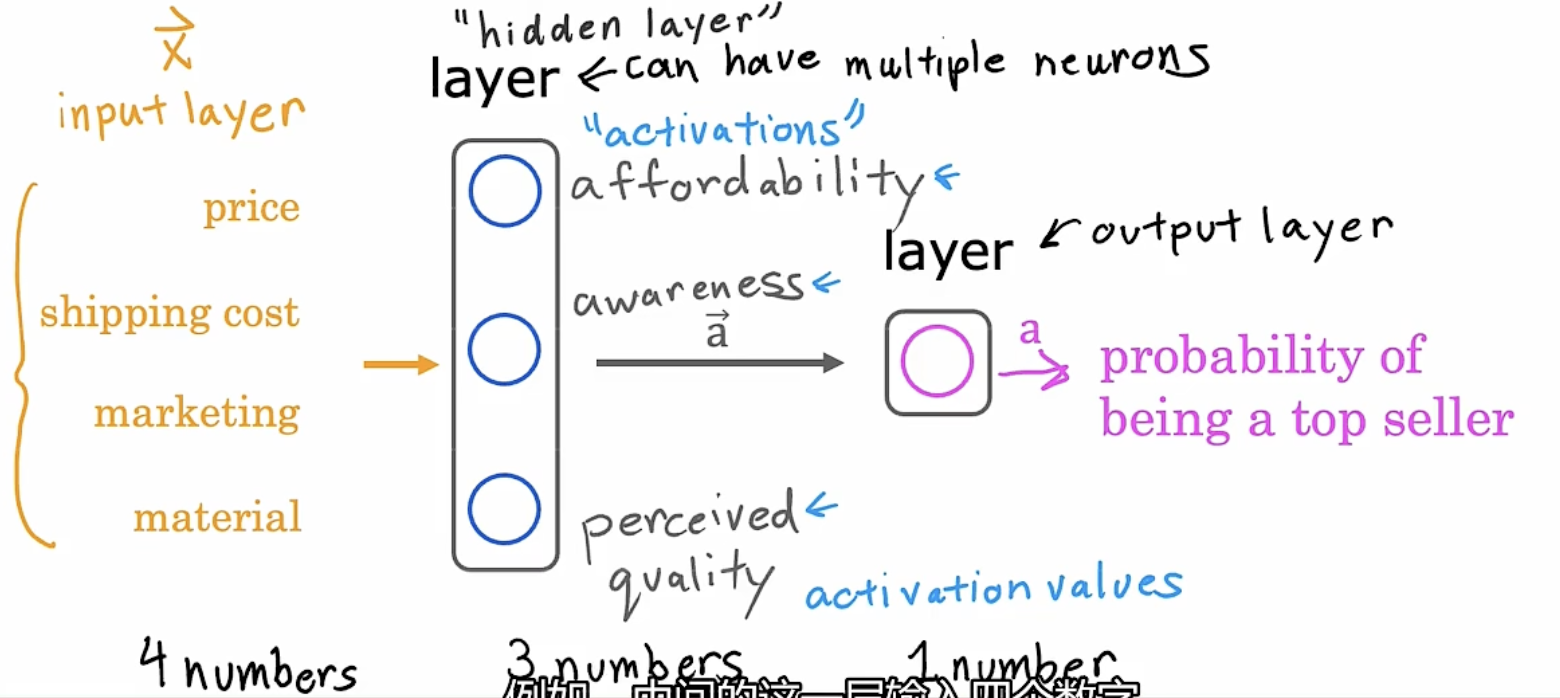 x⃗
input layer
price
shipping cost
marketing
material
4 numbers
"hidden layer"
layer ← can have multiple neurons
"activations"
affordability ←
awareness ←
a⃗
perceived ←
quality
activation values
3 numbers
layer ↙ output layer
a
probability of
being a top seller
1 number
例如 中间的这一层输入四个数字